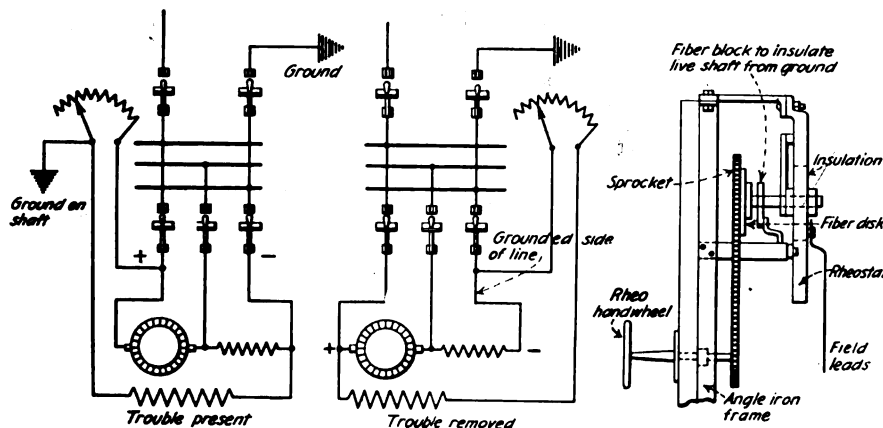 Ground
Ground on
shaft
+
−
Trouble present
Grounded side
of line
+
−
Trouble removed
Fiber block to insulate
live shaft from ground
Sprocket
Insulation
Fiber disk
Rheostat
Rheo
handwheel
Field
leads
Angle iron
frame